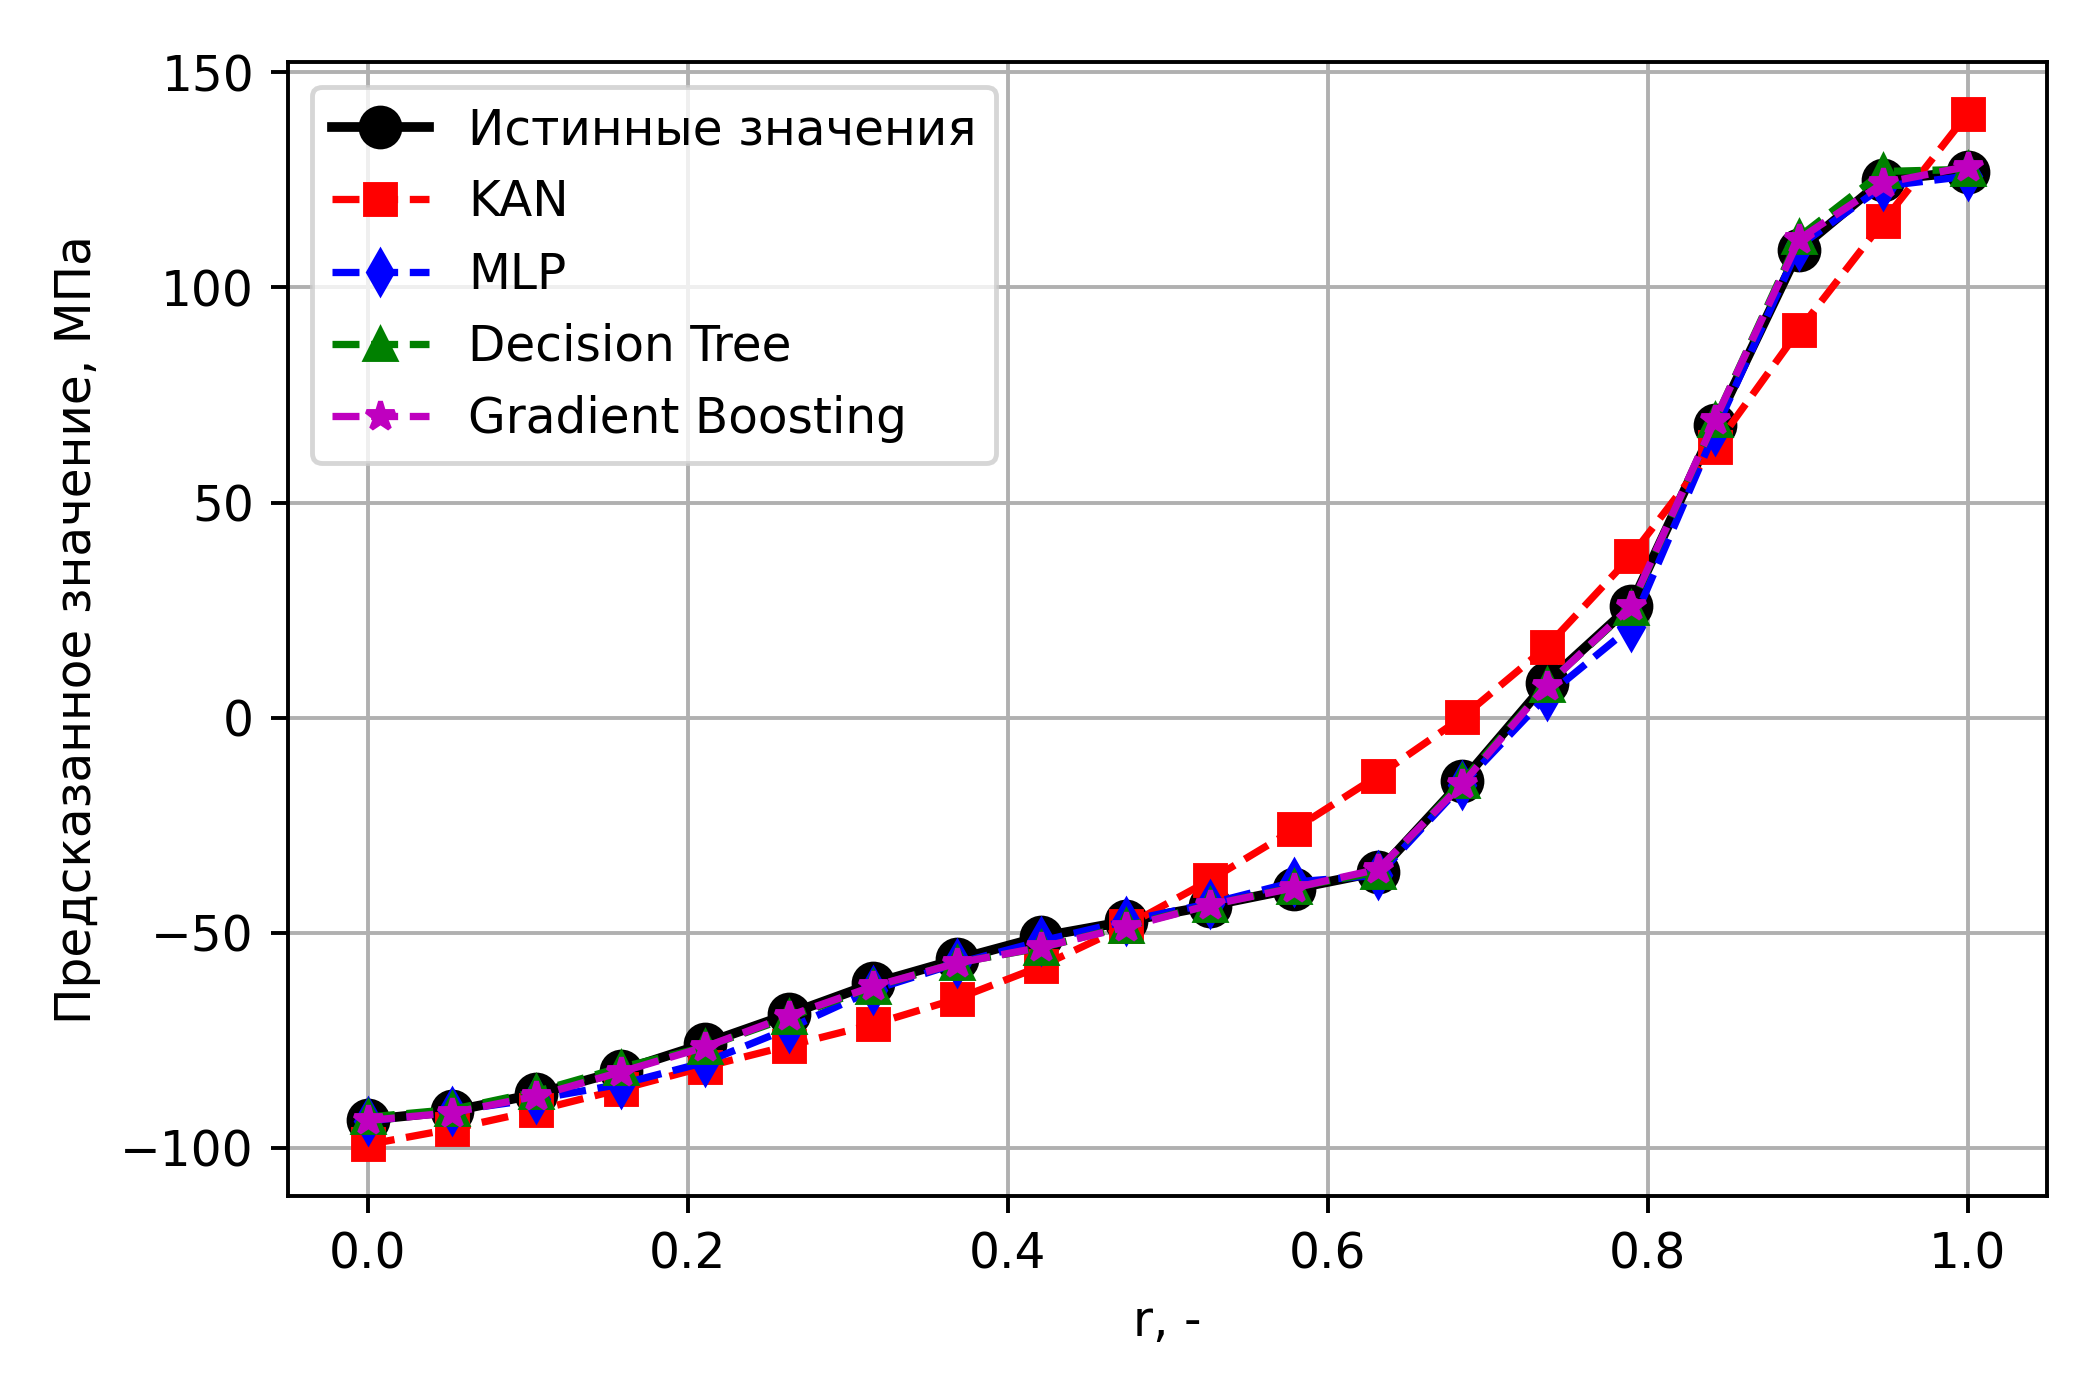 150
100
50
0
−50
−100
Предсказанное значение, МПа
Истинные значения
KAN
MLP
Decision Tree
Gradient Boosting
0.0 0.2 0.4 0.6 0.8 1.0
r, -